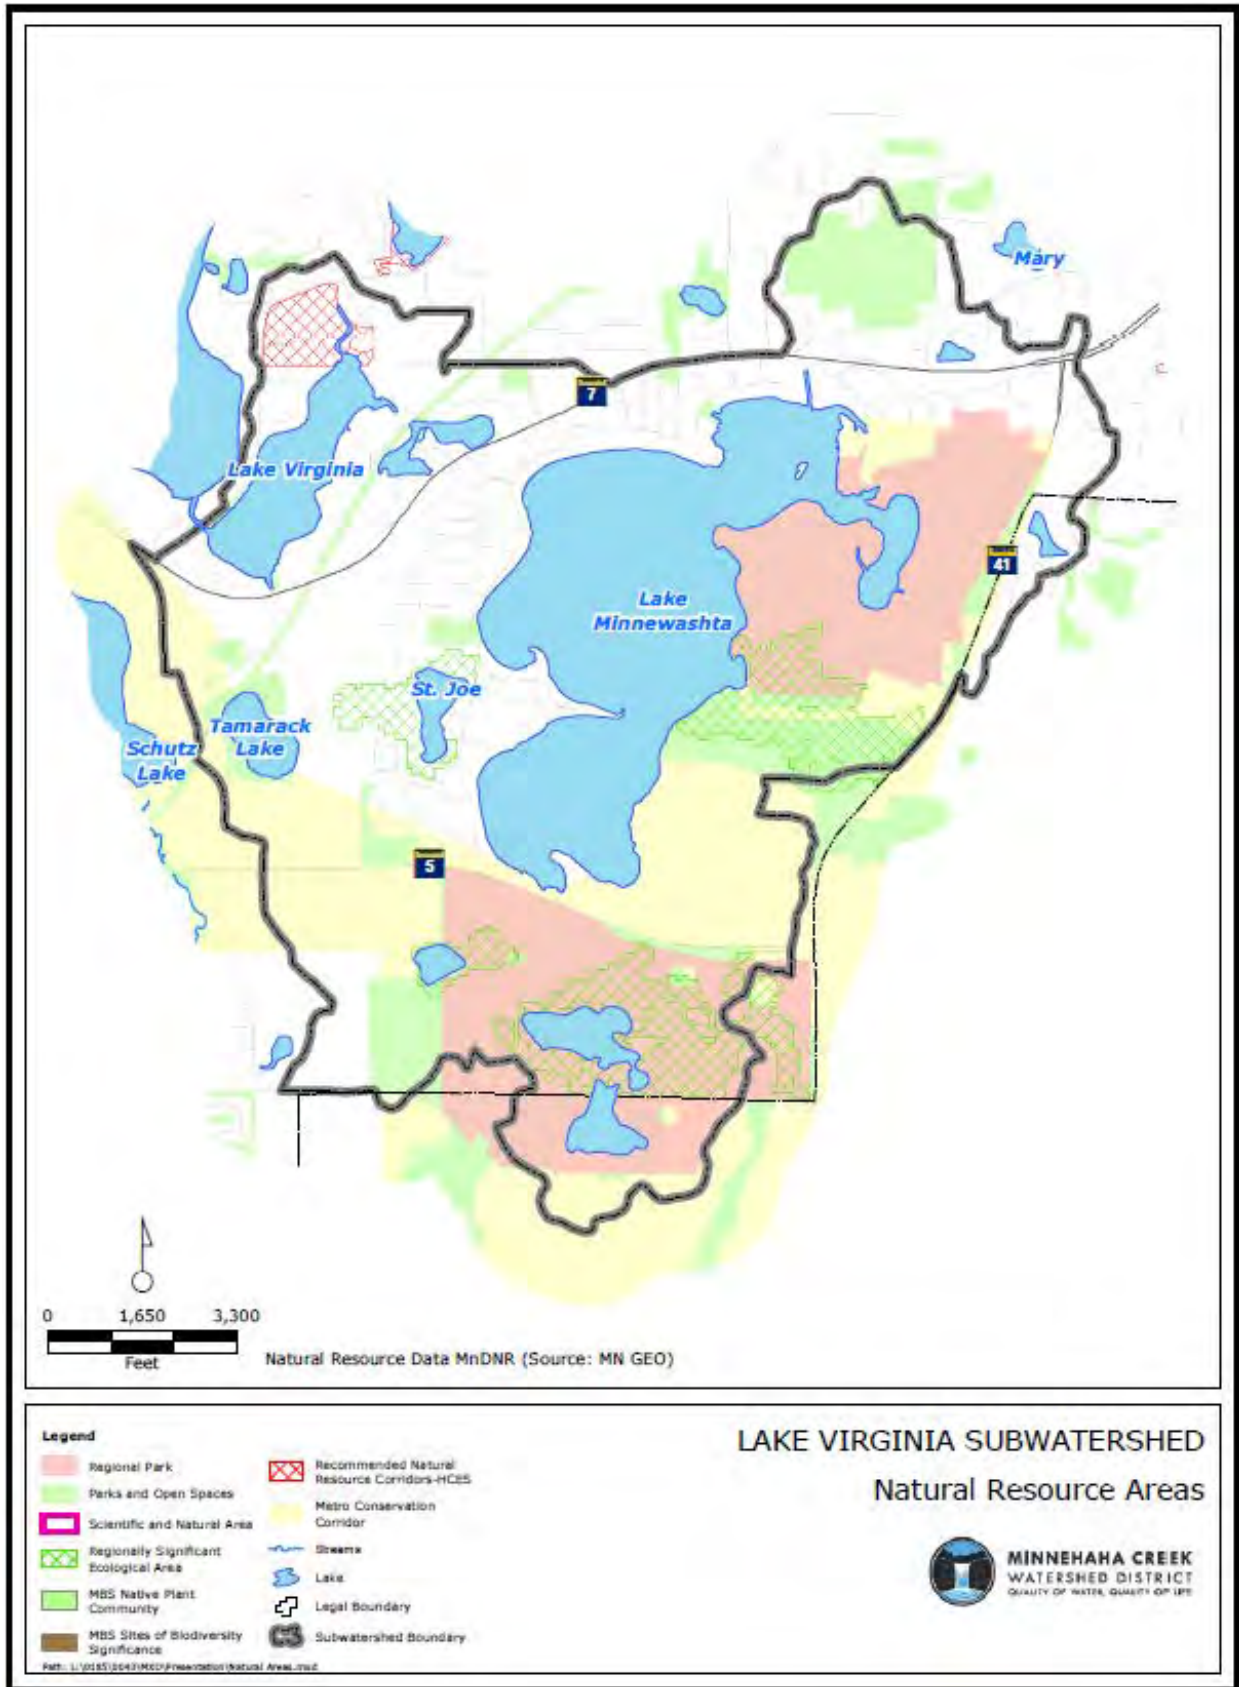 Mary
7
Lake Virginia
41
Lake
Minnewashta
St. Joe
Tamarack
Lake
Schutz
Lake
5
0 1,650 3,300
Feet
Natural Resource Data MnDNR (Source: MN GEO)
Legend
Regional Park
Parks and Open Spaces
Scientific and Natural Area
Regionally Significant
Ecological Area
MBS Native Plant
Community
MBS Sites of Biodiversity
Significance
Recommended Natural
Resource Corridors-HCES
Metro Conservation
Corridor
Streams
Lake
Legal Boundary
Subwatershed Boundary
LAKE VIRGINIA SUBWATERSHED
Natural Resource Areas
MINNEHAHA CREEK
WATERSHED DISTRICT
QUALITY OF WATER, QUALITY OF LIFE